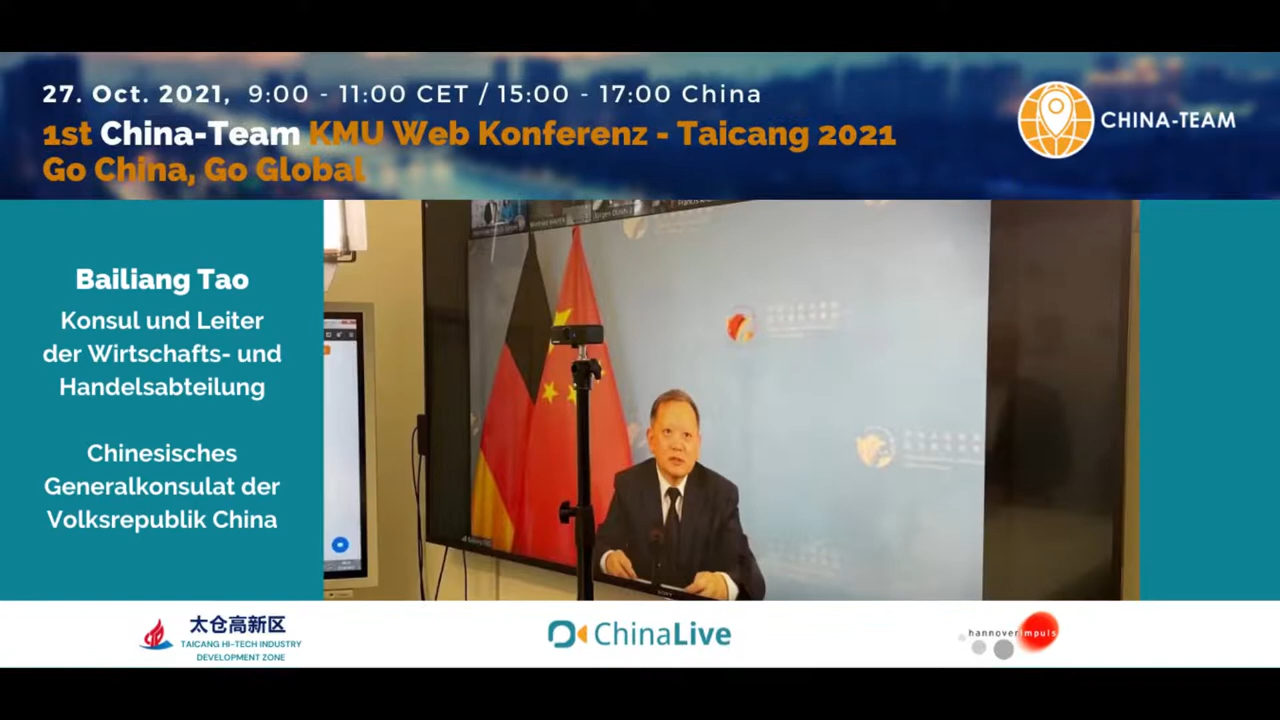 27. Oct. 2021, 9:00 - 11:00 CET / 15:00 - 17:00 China
1st China-Team KMU Web Konferenz - Taicang 2021
Go China, Go Global
CHINA-TEAM
Bailiang Tao
Konsul und Leiter
der Wirtschafts- und
Handelsabteilung
Chinesisches
Generalkonsulat der
Volksrepublik China
SONY
太仓高新区
TAICANG HI-TECH INDUSTRY
DEVELOPMENT ZONE
ChinaLive
hannoverimpuls